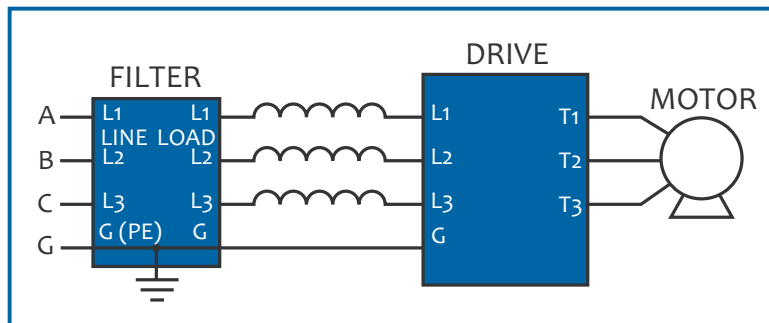 FILTER
DRIVE
MOTOR
A
L1
L1
L1
T1
LINE LOAD
B
L2
L2
L2
T2
C
L3
L3
L3
T3
G
G (PE)
G
G